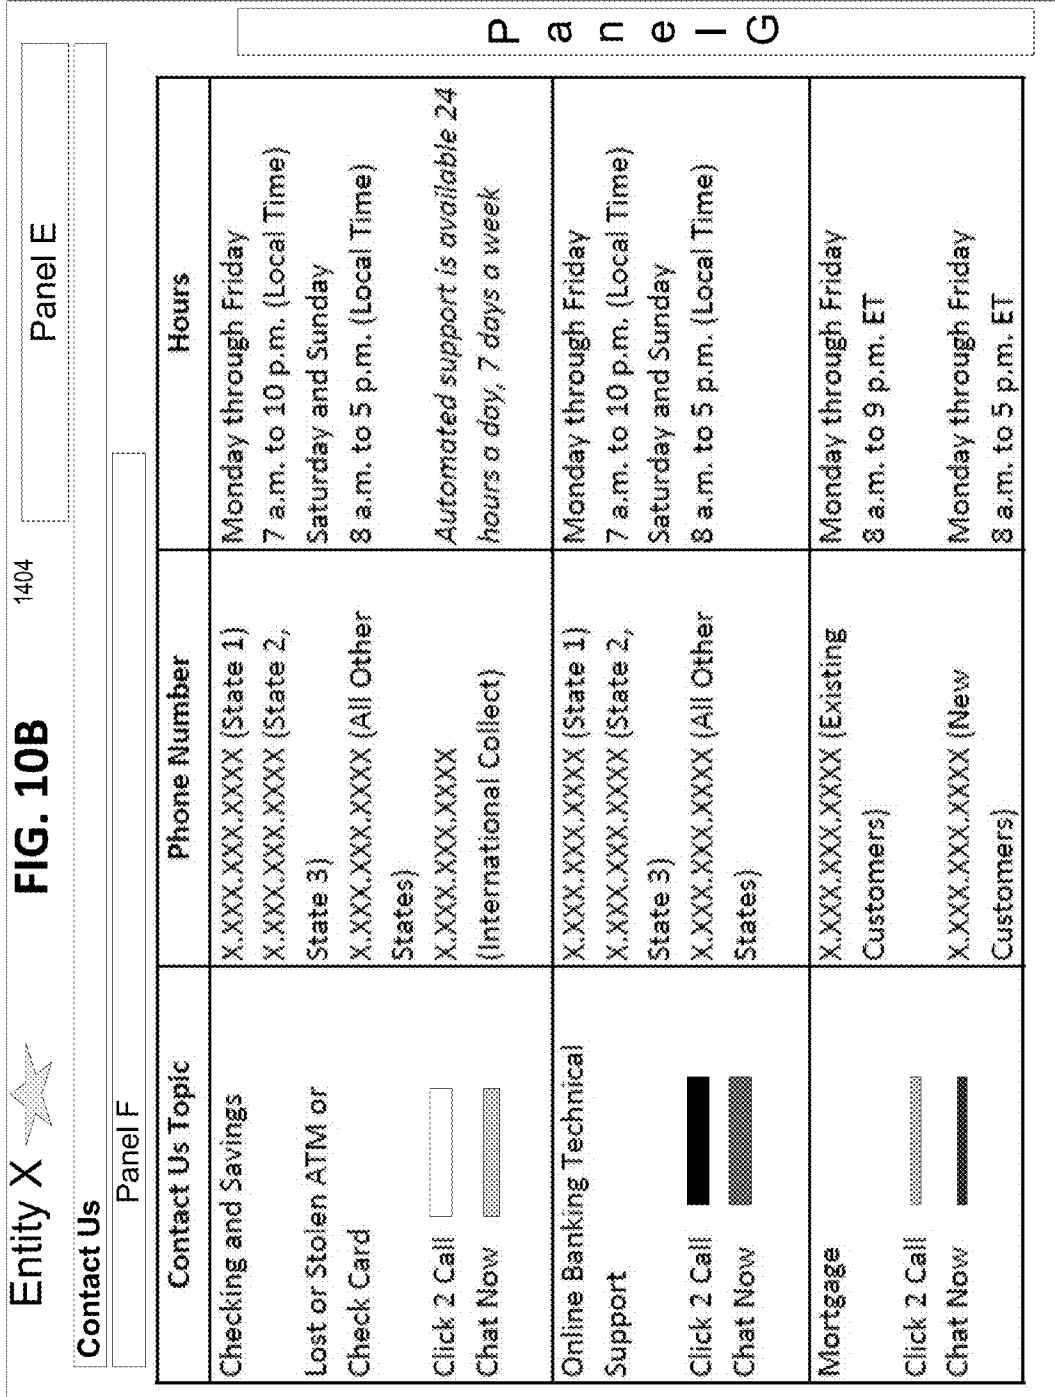 Entity X
FIG. 10B
1404
Panel E
Contact Us
Panel F
Contact Us Topic
Phone Number
Hours
Checking and Savings
Lost or Stolen ATM or
Check Card
Click 2 Call
Chat Now
X.XXX.XXX.XXXX (State 1)
X.XXX.XXX.XXXX (State 2,
State 3)
X.XXX.XXX.XXXX (All Other
States)
X.XXX.XXX.XXXX
(International Collect)
Monday through Friday
7 a.m. to 10 p.m. (Local Time)
Saturday and Sunday
8 a.m. to 5 p.m. (Local Time)
Automated support is available 24
hours a day, 7 days a week
Online Banking Technical
Support
Click 2 Call
Chat Now
X.XXX.XXX.XXXX (State 1)
X.XXX.XXX.XXXX (State 2,
State 3)
X.XXX.XXX.XXXX (All Other
States)
Monday through Friday
7 a.m. to 10 p.m. (Local Time)
Saturday and Sunday
8 a.m. to 5 p.m. (Local Time)
Mortgage
Click 2 Call
Chat Now
X.XXX.XXX.XXXX (Existing
Customers)
X.XXX.XXX.XXXX (New
Customers)
Monday through Friday
8 a.m. to 9 p.m. ET
Monday through Friday
8 a.m. to 5 p.m. ET
Panel G